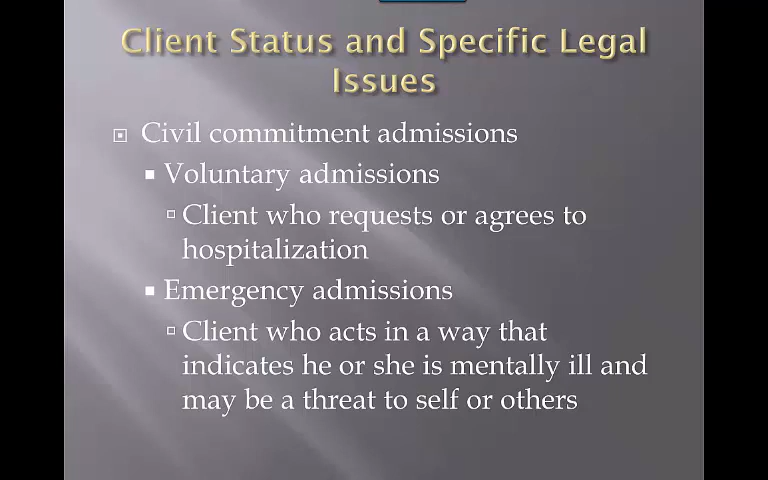 Client Status and Specific Legal
Issues
Civil commitment admissions
Voluntary admissions
Client who requests or agrees to
hospitalization
Emergency admissions
Client who acts in a way that
indicates he or she is mentally ill and
may be a threat to self or others